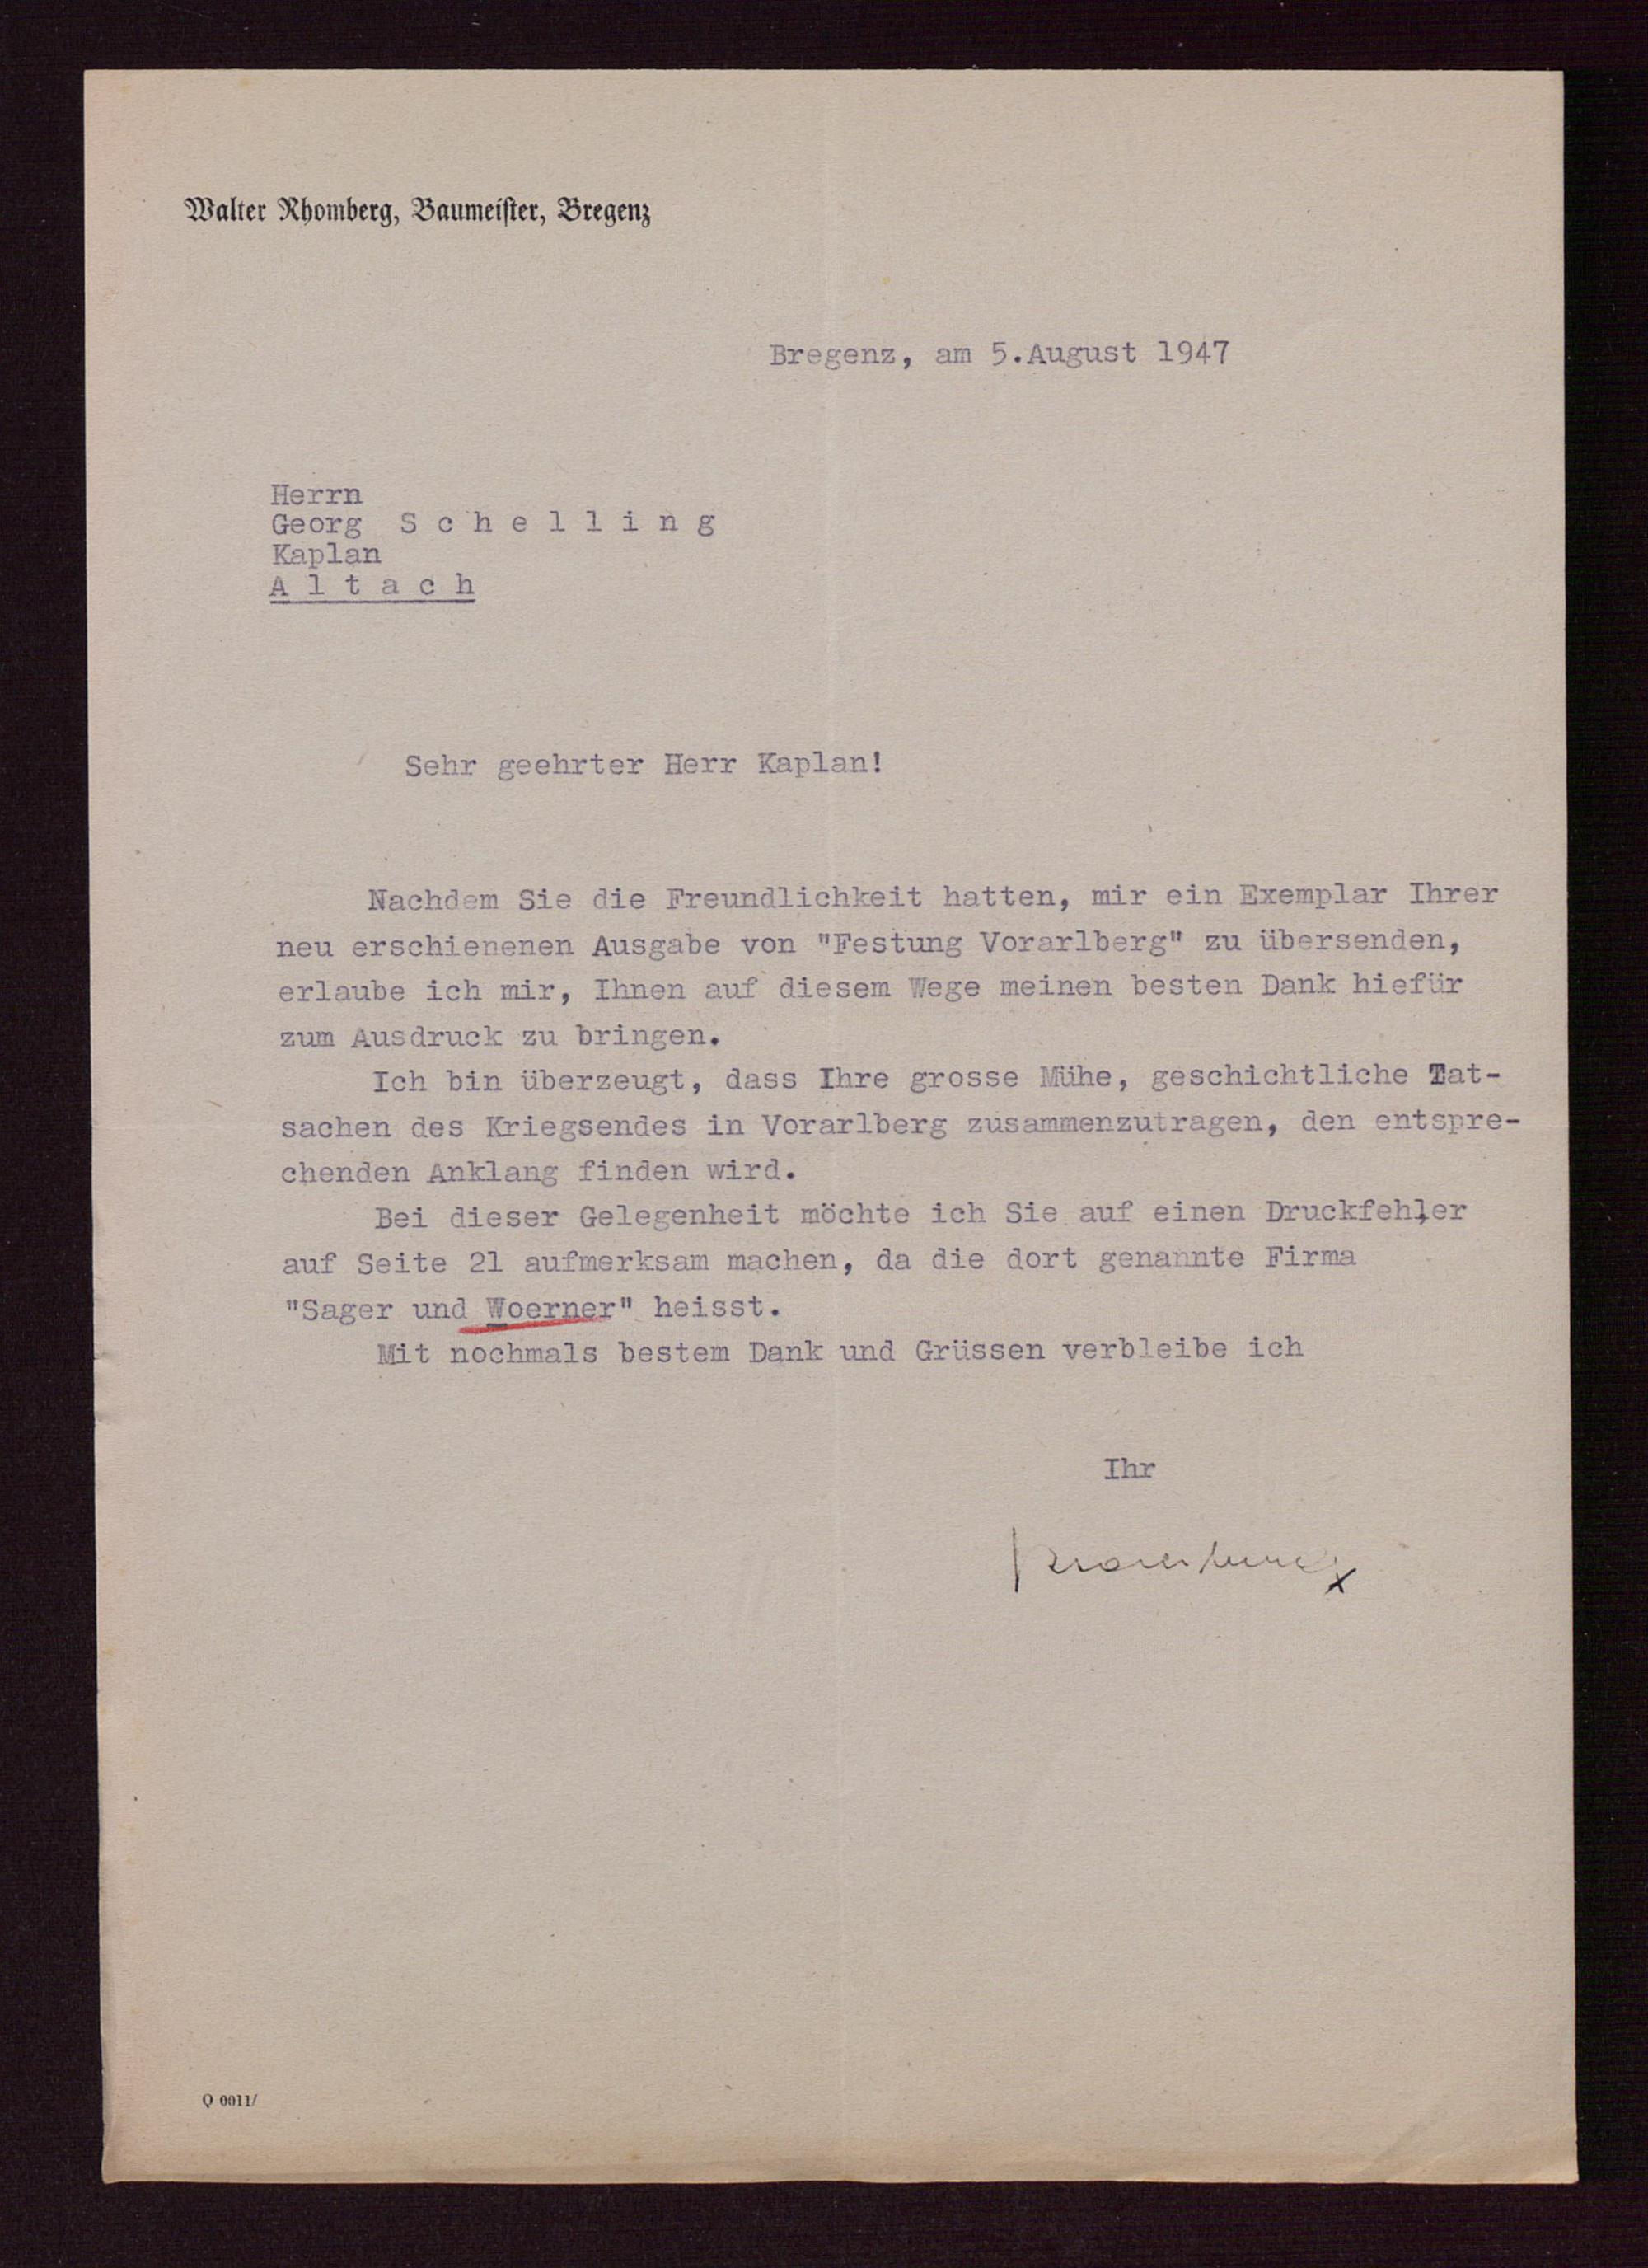 Walter Rhomberg, Baumeister, Bregenz
Bregenz, am 5.August 1947
Herrn
Georg S c h e l l i n g
Kaplan
A l t a c h
Sehr geehrter Herr Kaplan!
Nachdem Sie die Freundlichkeit hatten, mir ein Exemplar Ihrer
neu erschienenen Ausgabe von "Festung Vorarlberg" zu übersenden,
erlaube ich mir, Ihnen auf diesem Wege meinen besten Dank hiefür
zum Ausdruck zu bringen.
Ich bin überzeugt, dass Ihre grosse Mühe, geschichtliche Tat-
sachen des Kriegsendes in Vorarlberg zusammenzutragen, den entspre-
chenden Anklang finden wird.
Bei dieser Gelegenheit möchte ich Sie auf einen Druckfehler
auf Seite 21 aufmerksam machen, da die dort genannte Firma
"Sager und Woerner" heisst.
Mit nochmals bestem Dank und Grüssen verbleibe ich
Ihr
Q 0011/